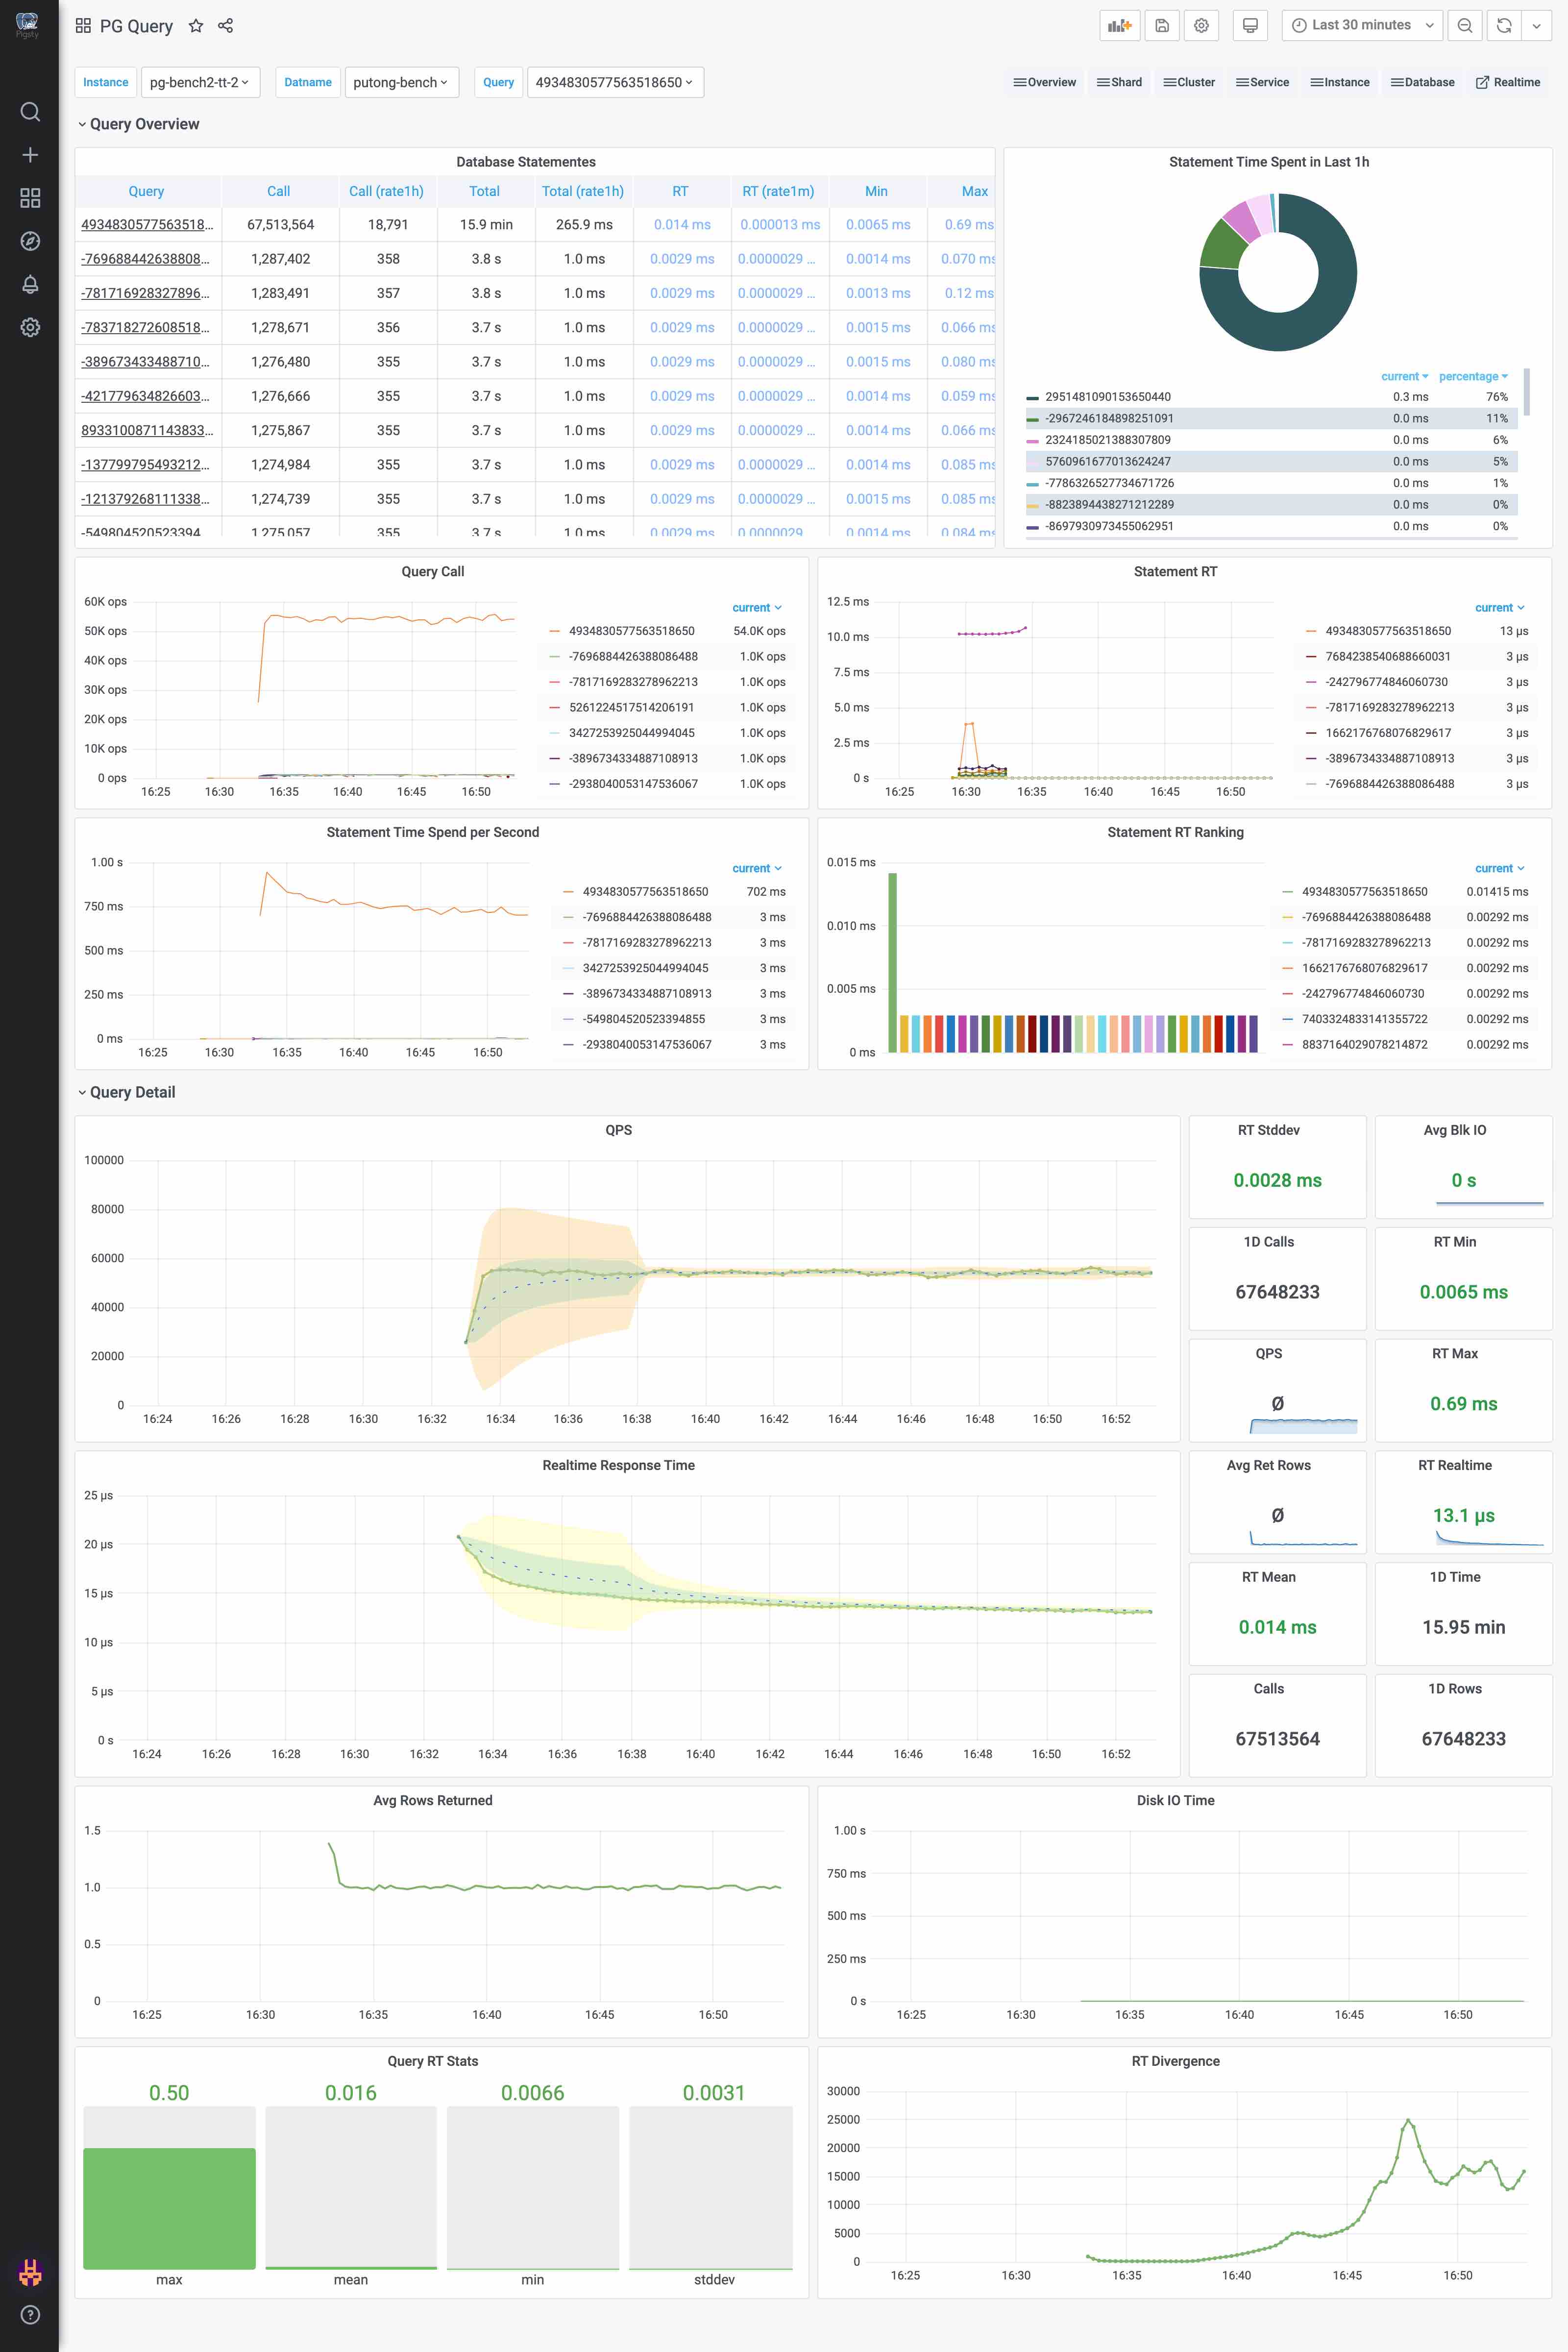 Pigsty
PG Query
Last 30 minutes
Instance pg-bench2-tt-2 Datname putong-bench Query 4934830577563518650
Overview Shard Cluster Service Instance Database Realtime
Query Overview
Database Statementes
Query Call Call (rate1h) Total Total (rate1h) RT RT (rate1m) Min Max
4934830577563518... 67,513,564 18,791 15.9 min 265.9 ms 0.014 ms 0.000013 ms 0.0065 ms 0.69 ms
-769688442638808... 1,287,402 358 3.8 s 1.0 ms 0.0029 ms 0.0000029 ... 0.0014 ms 0.070 ms
-781716928327896... 1,283,491 357 3.8 s 1.0 ms 0.0029 ms 0.0000029 ... 0.0013 ms 0.12 ms
-783718272608518... 1,278,671 356 3.7 s 1.0 ms 0.0029 ms 0.0000029 ... 0.0015 ms 0.066 ms
-389673433488710... 1,276,480 355 3.7 s 1.0 ms 0.0029 ms 0.0000029 ... 0.0015 ms 0.080 ms
-421779634826603... 1,276,666 355 3.7 s 1.0 ms 0.0029 ms 0.0000029 ... 0.0014 ms 0.059 ms
8933100871143833... 1,275,867 355 3.7 s 1.0 ms 0.0029 ms 0.0000029 ... 0.0014 ms 0.066 ms
-137799795493212... 1,274,984 355 3.7 s 1.0 ms 0.0029 ms 0.0000029 ... 0.0014 ms 0.085 ms
-121379268111338... 1,274,739 355 3.7 s 1.0 ms 0.0029 ms 0.0000029 ... 0.0015 ms 0.085 ms
-549804520523394 1,275,057 355 3.7 s 1.0 ms 0.0029 ms 0.0000029 0.0014 ms 0.084 ms
Statement Time Spent in Last 1h
current percentage
2951481090153650440 0.3 ms 76%
-2967246184898251091 0.0 ms 11%
2324185021388307809 0.0 ms 6%
5760961677013624247 0.0 ms 5%
-7786326527734671726 0.0 ms 1%
-8823894438271212289 0.0 ms 0%
-8697930973455062951 0.0 ms 0%
Query Call
60K ops
50K ops
40K ops
30K ops
20K ops
10K ops
0 ops
16:25 16:30 16:35 16:40 16:45 16:50
current
4934830577563518650 54.0K ops
-7696884426388086488 1.0K ops
-7817169283278962213 1.0K ops
5261224517514206191 1.0K ops
3427253925044994045 1.0K ops
-3896734334887108913 1.0K ops
-2938040053147536067 1.0K ops
Statement RT
12.5 ms
10.0 ms
7.5 ms
5.0 ms
2.5 ms
0 s
16:25 16:30 16:35 16:40 16:45 16:50
current
4934830577563518650 13 µs
7684238540688660031 3 µs
-242796774846060730 3 µs
-7817169283278962213 3 µs
1662176768076829617 3 µs
-3896734334887108913 3 µs
-7696884426388086488 3 µs
Statement Time Spend per Second
1.00 s
750 ms
500 ms
250 ms
0 ms
16:25 16:30 16:35 16:40 16:45 16:50
current
4934830577563518650 702 ms
-7696884426388086488 3 ms
-7817169283278962213 3 ms
3427253925044994045 3 ms
-3896734334887108913 3 ms
-549804520523394855 3 ms
-2938040053147536067 3 ms
Statement RT Ranking
0.015 ms
0.010 ms
0.005 ms
0 ms
current
4934830577563518650 0.01415 ms
-7696884426388086488 0.00292 ms
-7817169283278962213 0.00292 ms
1662176768076829617 0.00292 ms
-242796774846060730 0.00292 ms
7403324833141355722 0.00292 ms
8837164029078214872 0.00292 ms
Query Detail
QPS
100000
80000
60000
40000
20000
0
16:24 16:26 16:28 16:30 16:32 16:34 16:36 16:38 16:40 16:42 16:44 16:46 16:48 16:50 16:52
RT Stddev
0.0028 ms
Avg Blk IO
0 s
1D Calls
67648233
RT Min
0.0065 ms
QPS
Ø
RT Max
0.69 ms
Realtime Response Time
25 µs
20 µs
15 µs
10 µs
5 µs
0 s
16:24 16:26 16:28 16:30 16:32 16:34 16:36 16:38 16:40 16:42 16:44 16:46 16:48 16:50 16:52
Avg Ret Rows
Ø
RT Realtime
13.1 µs
RT Mean
0.014 ms
1D Time
15.95 min
Calls
67513564
1D Rows
67648233
Avg Rows Returned
1.5
1.0
0.5
0
16:25 16:30 16:35 16:40 16:45 16:50
Disk IO Time
1.00 s
750 ms
500 ms
250 ms
0 s
16:25 16:30 16:35 16:40 16:45 16:50
Query RT Stats
0.50 0.016 0.0066 0.0031
max mean min stddev
RT Divergence
30000
25000
20000
15000
10000
5000
0
16:25 16:30 16:35 16:40 16:45 16:50